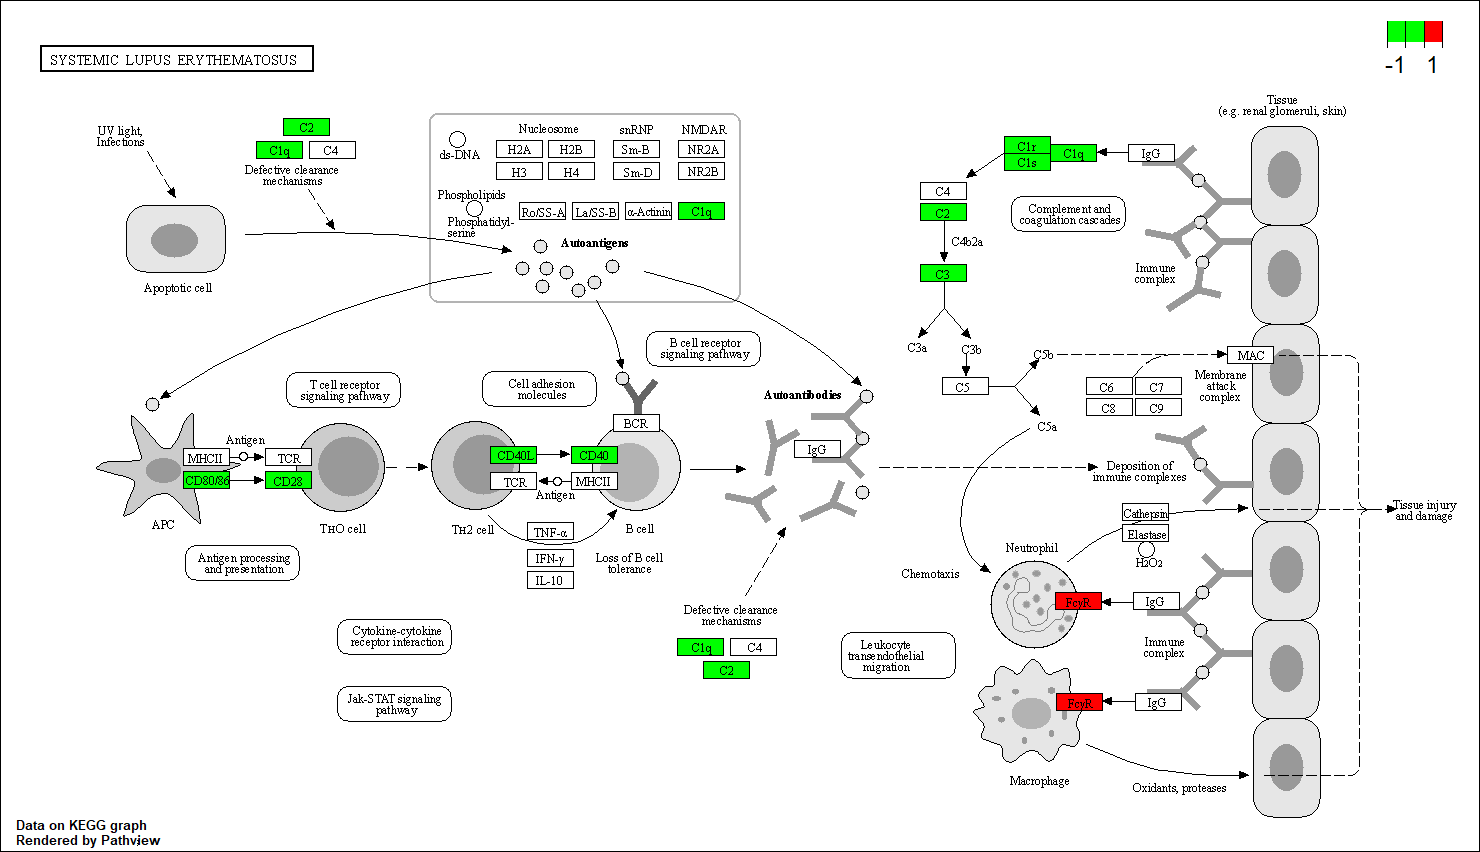 SYSTEMIC LUPUS ERYTHEMATOSUS
-1 1
UV light,
Infections
C2
C1q C4
Defective clearance
mechanisms
Apoptotic cell
ds-DNA
Nucleosome
H2A H2B
H3 H4
snRNP
Sm-B
Sm-D
NMDAR
NR2A
NR2B
Phospholipids
Phosphatidyl-
serine
Ro/SS-A La/SS-B α-Actinin C1q
Autoantigens
C1r
C1s
C1q
IgG
C4
C2
C4b2a
C3
C3a
C3b
C5
C5b
C5a
Complement and
coagulation cascades
Immune
complex
Tissue
(e.g. renal glomeruli, skin)
MAC
Membrane
attack
complex
C6 C7
C8 C9
B cell receptor
signaling pathway
T cell receptor
signaling pathway
Cell adhesion
molecules
BCR
Autoantibodies
IgG
Antigen
MHCII
TCR
CD80/86
CD28
APC
TH0 cell
CD40L
CD40
TCR
MHCII
Antigen
TH2 cell
B cell
TNF-α
IFN-γ
IL-10
Loss of B cell
tolerance
Antigen processing
and presentation
Cytokine-cytokine
receptor interaction
Jak-STAT signaling
pathway
Defective clearance
mechanisms
C1q C4
C2
Deposition of
immune complexes
Cathepsin
Elastase
H2O2
Tissue injury
and damage
Chemotaxis
Neutrophil
FcγR
IgG
Immune
complex
Leukocyte
transendothelial
migration
FcγR
IgG
Macrophage
Oxidants, proteases
Data on KEGG graph
Rendered by Pathview